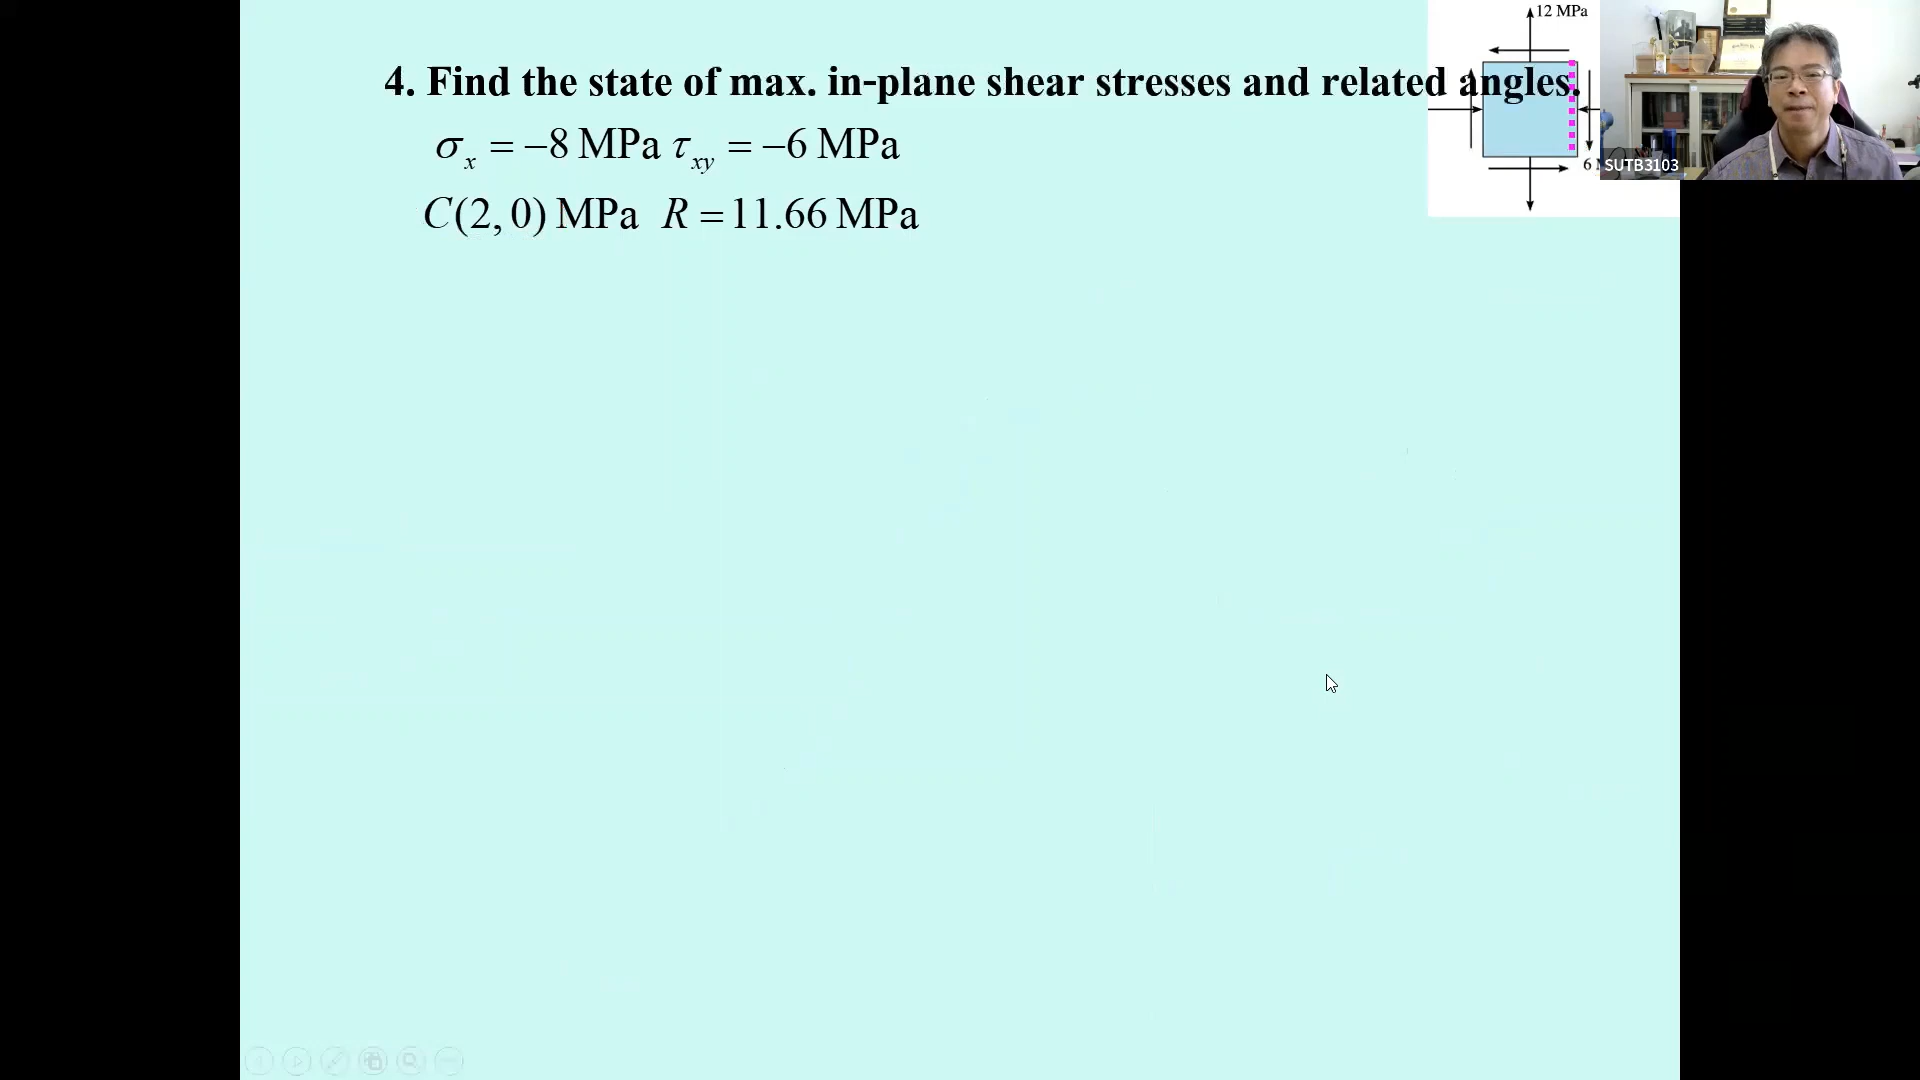 12 MPa
4. Find the state of max. in-plane shear stresses and related angles.
σx = −8 MPa τxy = −6 MPa
C(2, 0) MPa R = 11.66 MPa
6
SUTB3103